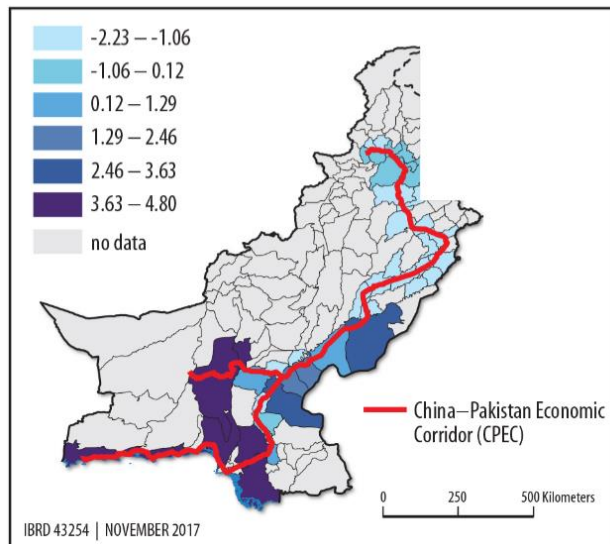 -2.23 — -1.06
-1.06 — 0.12
0.12 — 1.29
1.29 — 2.46
2.46 — 3.63
3.63 — 4.80
no data
China—Pakistan Economic
Corridor (CPEC)
0 250 500 Kilometers
IBRD 43254 | NOVEMBER 2017